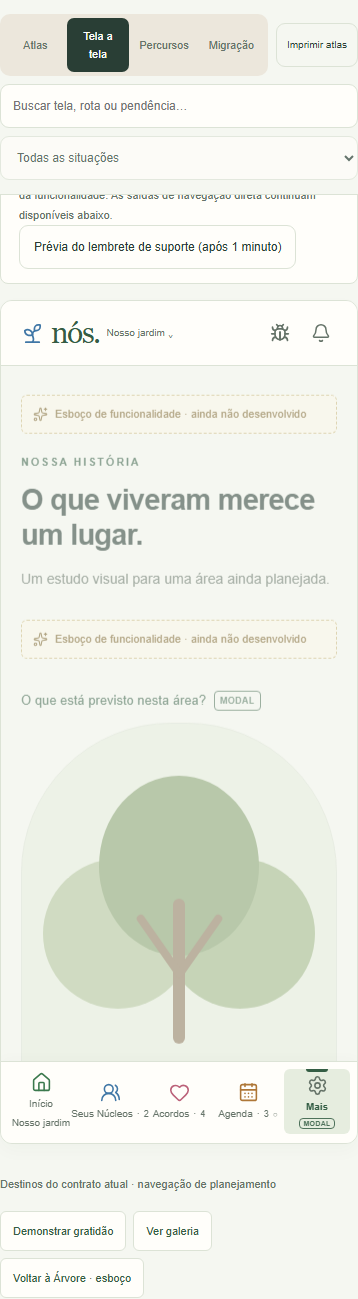 Atlas
Tela a
tela
Percursos
Migração
Imprimir atlas
Buscar tela, rota ou pendência...
Todas as situações
da funcionalidade. As saídas de navegação direta continuam
disponíveis abaixo.
Prévia do lembrete de suporte (após 1 minuto)
nós. Nosso jardim
Esboço de funcionalidade · ainda não desenvolvido
NOSSA HISTÓRIA
O que viveram merece
um lugar.
Um estudo visual para uma área ainda planejada.
Esboço de funcionalidade · ainda não desenvolvido
O que está previsto nesta área? MODAL
Início
Nosso jardim
Seus Núcleos · 2
Acordos · 4
Agenda · 3
Mais
MODAL
Destinos do contrato atual · navegação de planejamento
Demonstrar gratidão
Ver galeria
Voltar à Árvore · esboço